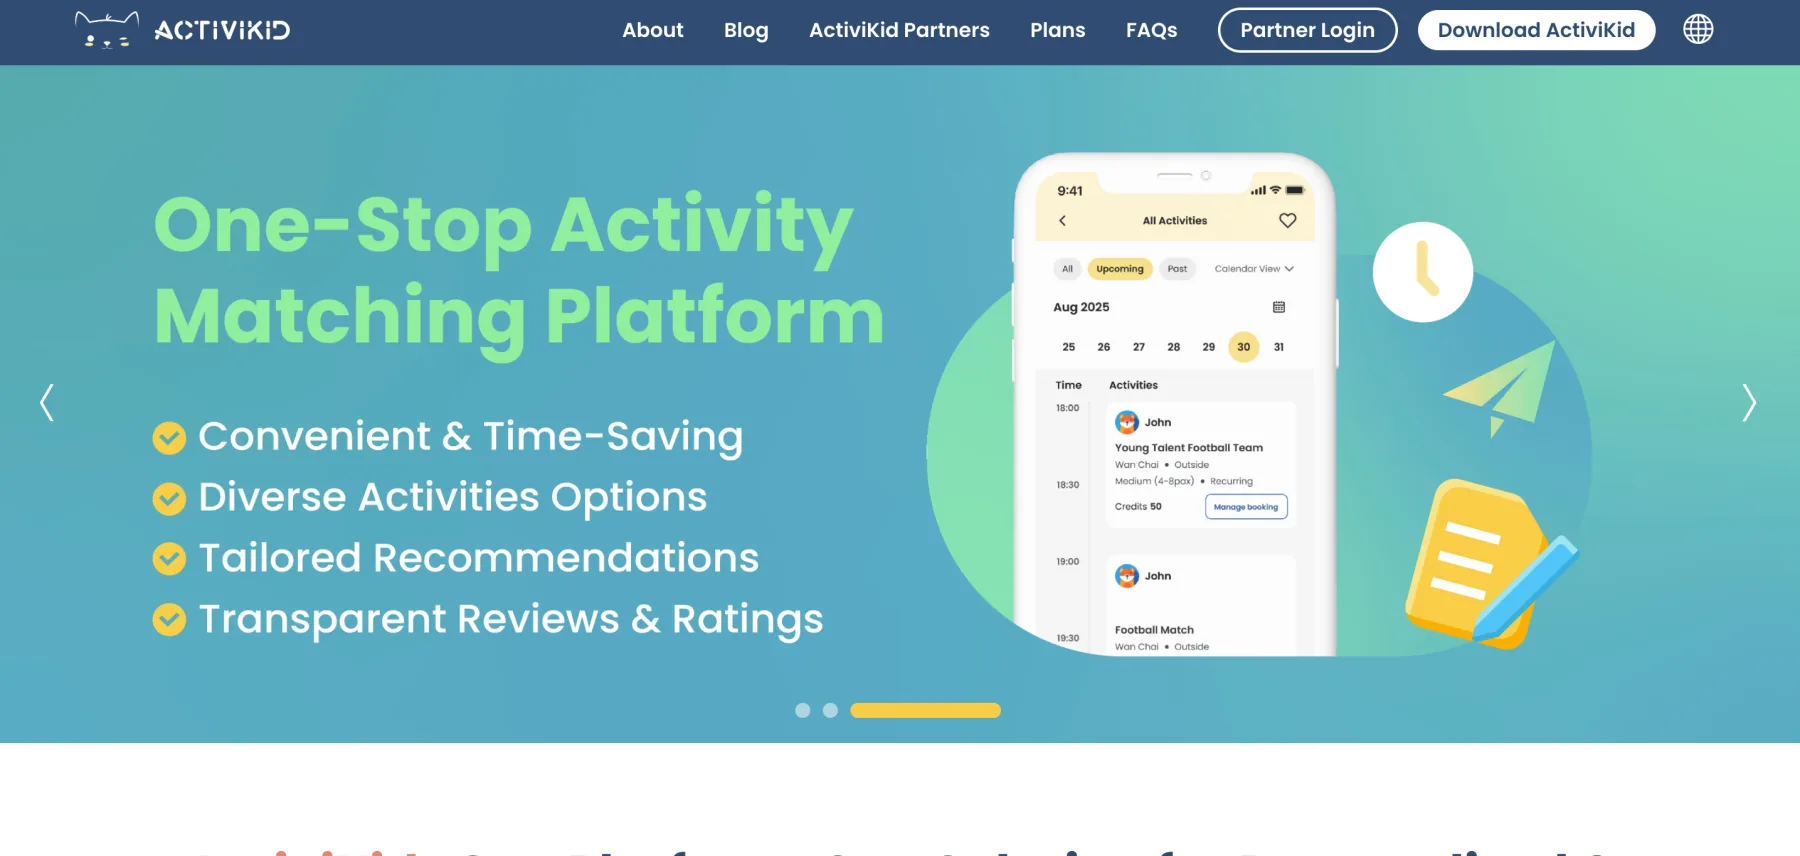 ACTIVIKID
About
Blog
ActiviKid Partners
Plans
FAQs
Partner Login
Download ActiviKid
One-Stop Activity
Matching Platform
Convenient & Time-Saving
Diverse Activities Options
Tailored Recommendations
Transparent Reviews & Ratings
9:41
All Activities
All
Upcoming
Past
Calendar View
Aug 2025
25 26 27 28 29 30 31
Time Activities
18:00
John
Young Talent Football Team
Wan Chai • Outside
Medium (4-8pax) • Recurring
18:30
Credits 50
Manage booking
19:00
John
Football Match
19:30
Wan Chai • Outside